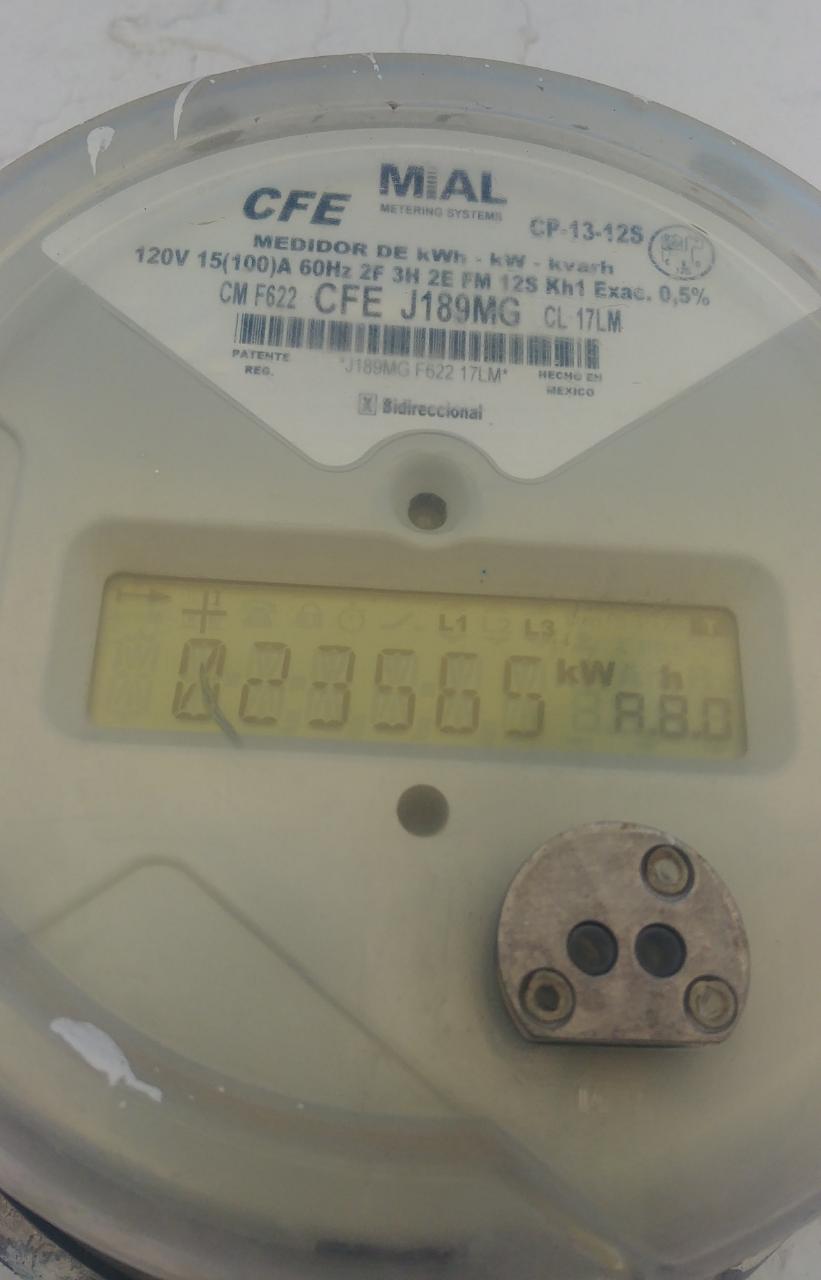 CFE MIAL
METERING SYSTEMS
CP-13-12S
MEDIDOR DE kWh - kW - kvarh
120V 15(100)A 60Hz 2F 3H 2E FM 12S Kh1 Exac. 0,5%
CM F622 CFE J189MG CL 17LM
PATENTE REG.
*J189MG F622 17LM*
HECHO EN MEXICO
X Bidireccional
L1 L2 L3
023565 kW h